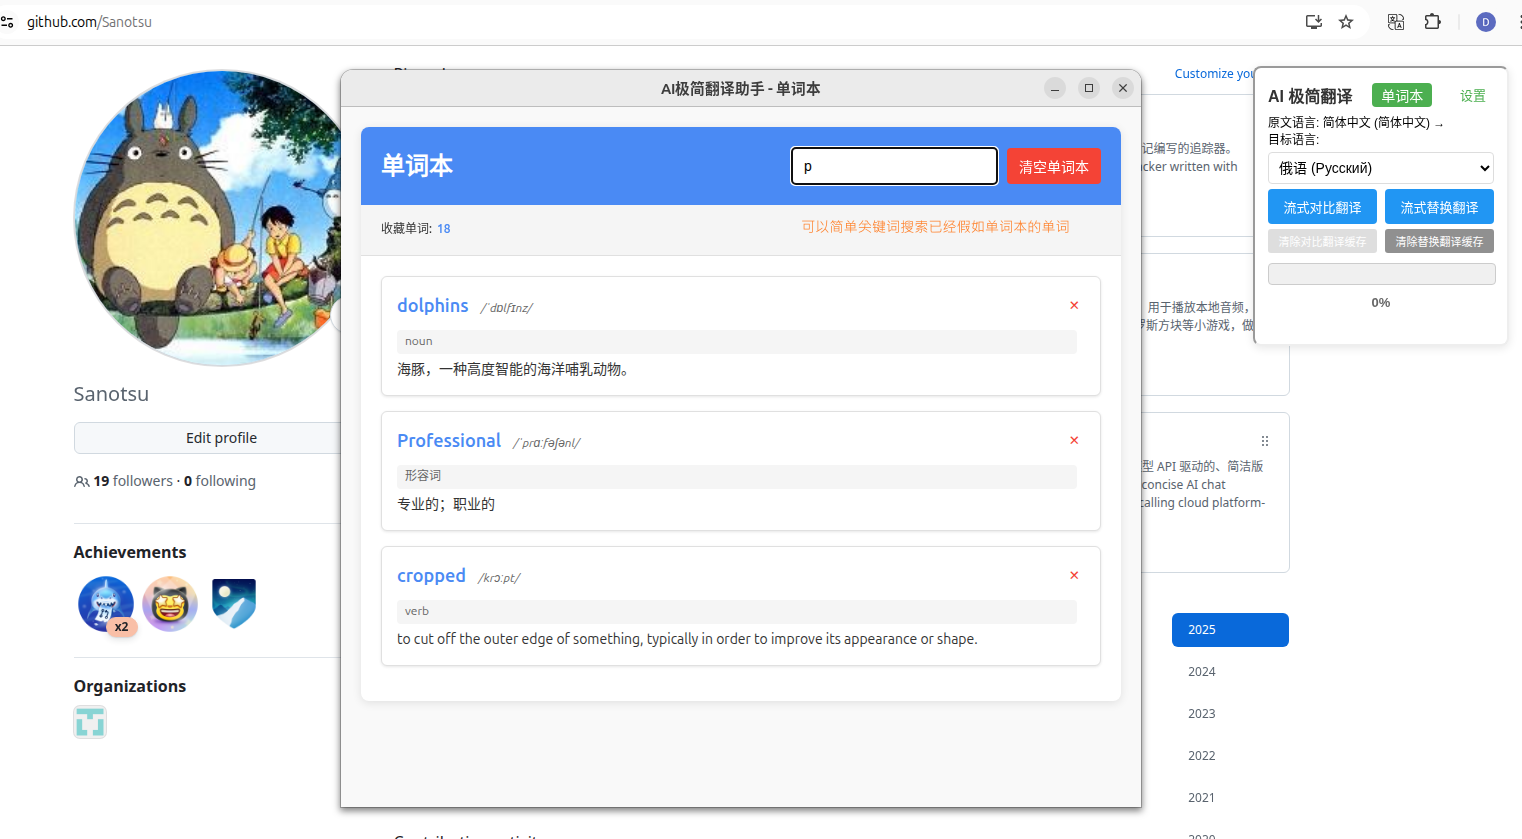 github.com/Sanotsu
D
Customize you
AI极简翻译助手 - 单词本
单词本
p
清空单词本
收藏单词: 18
可以简单关键词搜索已经假如单词本的单词
dolphins /ˈdɒlfɪnz/
noun
海豚，一种高度智能的海洋哺乳动物。
Professional /ˈprɑːfəʃənl/
形容词
专业的；职业的
cropped /krɔːpt/
verb
to cut off the outer edge of something, typically in order to improve its appearance or shape.
AI 极简翻译
单词本
设置
原文语言: 简体中文 (简体中文) →
目标语言:
俄语 (Русский)
流式对比翻译
流式替换翻译
清除对比翻译缓存
清除替换翻译缓存
0%
Sanotsu
Edit profile
19 followers · 0 following
Achievements
x2
Organizations
记编写的追踪器。
cker written with
用于播放本地音频，
罗斯方块等小游戏，做
型 API 驱动的、简洁版
concise AI chat
calling cloud platform-
2025
2024
2023
2022
2021